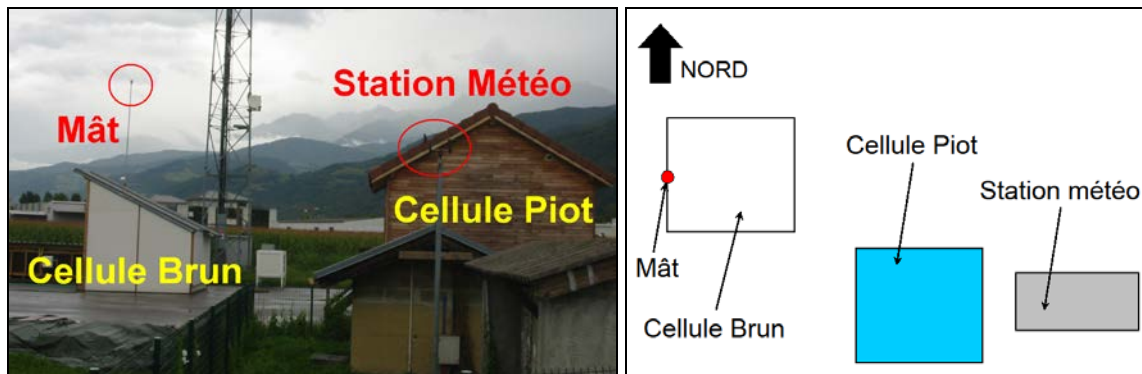 Mât
Station Météo
Cellule Piot
Cellule Brun
NORD
Cellule Piot
Station météo
Mât
Cellule Brun